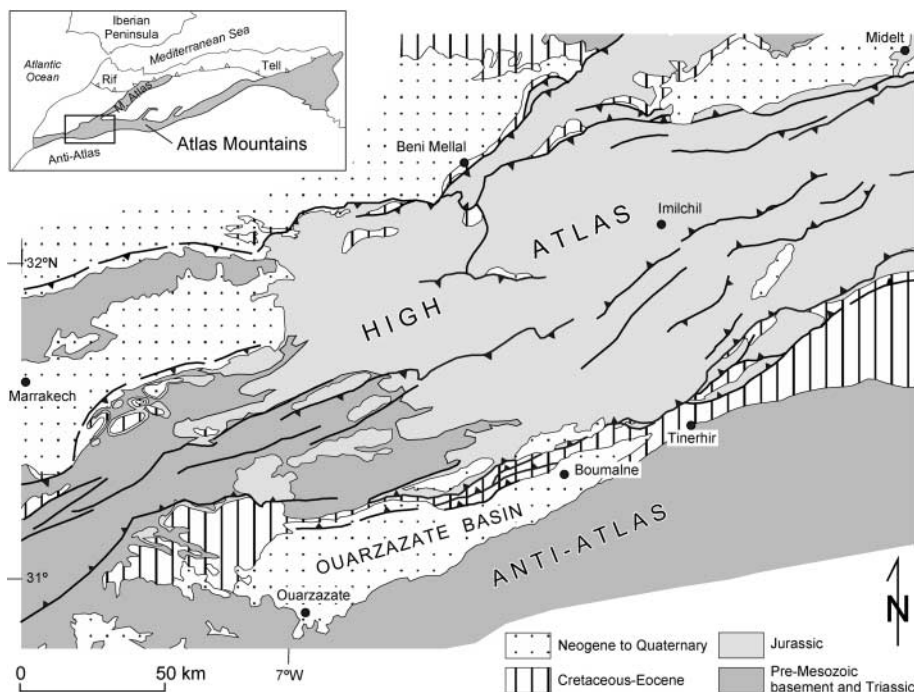 Iberian
Peninsula
Mediterranean Sea
Atlantic
Ocean
Rif
Tell
M. Atlas
Atlas Mountains
Anti-Atlas
Midelt
Beni Mellal
Imilchil
32ºN
HIGH ATLAS
Marrakech
Tinerhir
Boumalne
OUARZAZATE BASIN
ANTI-ATLAS
31º
Ouarzazate
N
0
50 km
7ºW
Neogene to Quaternary
Jurassic
Cretaceous-Eocene
Pre-Mesozoic
basement and Triassic